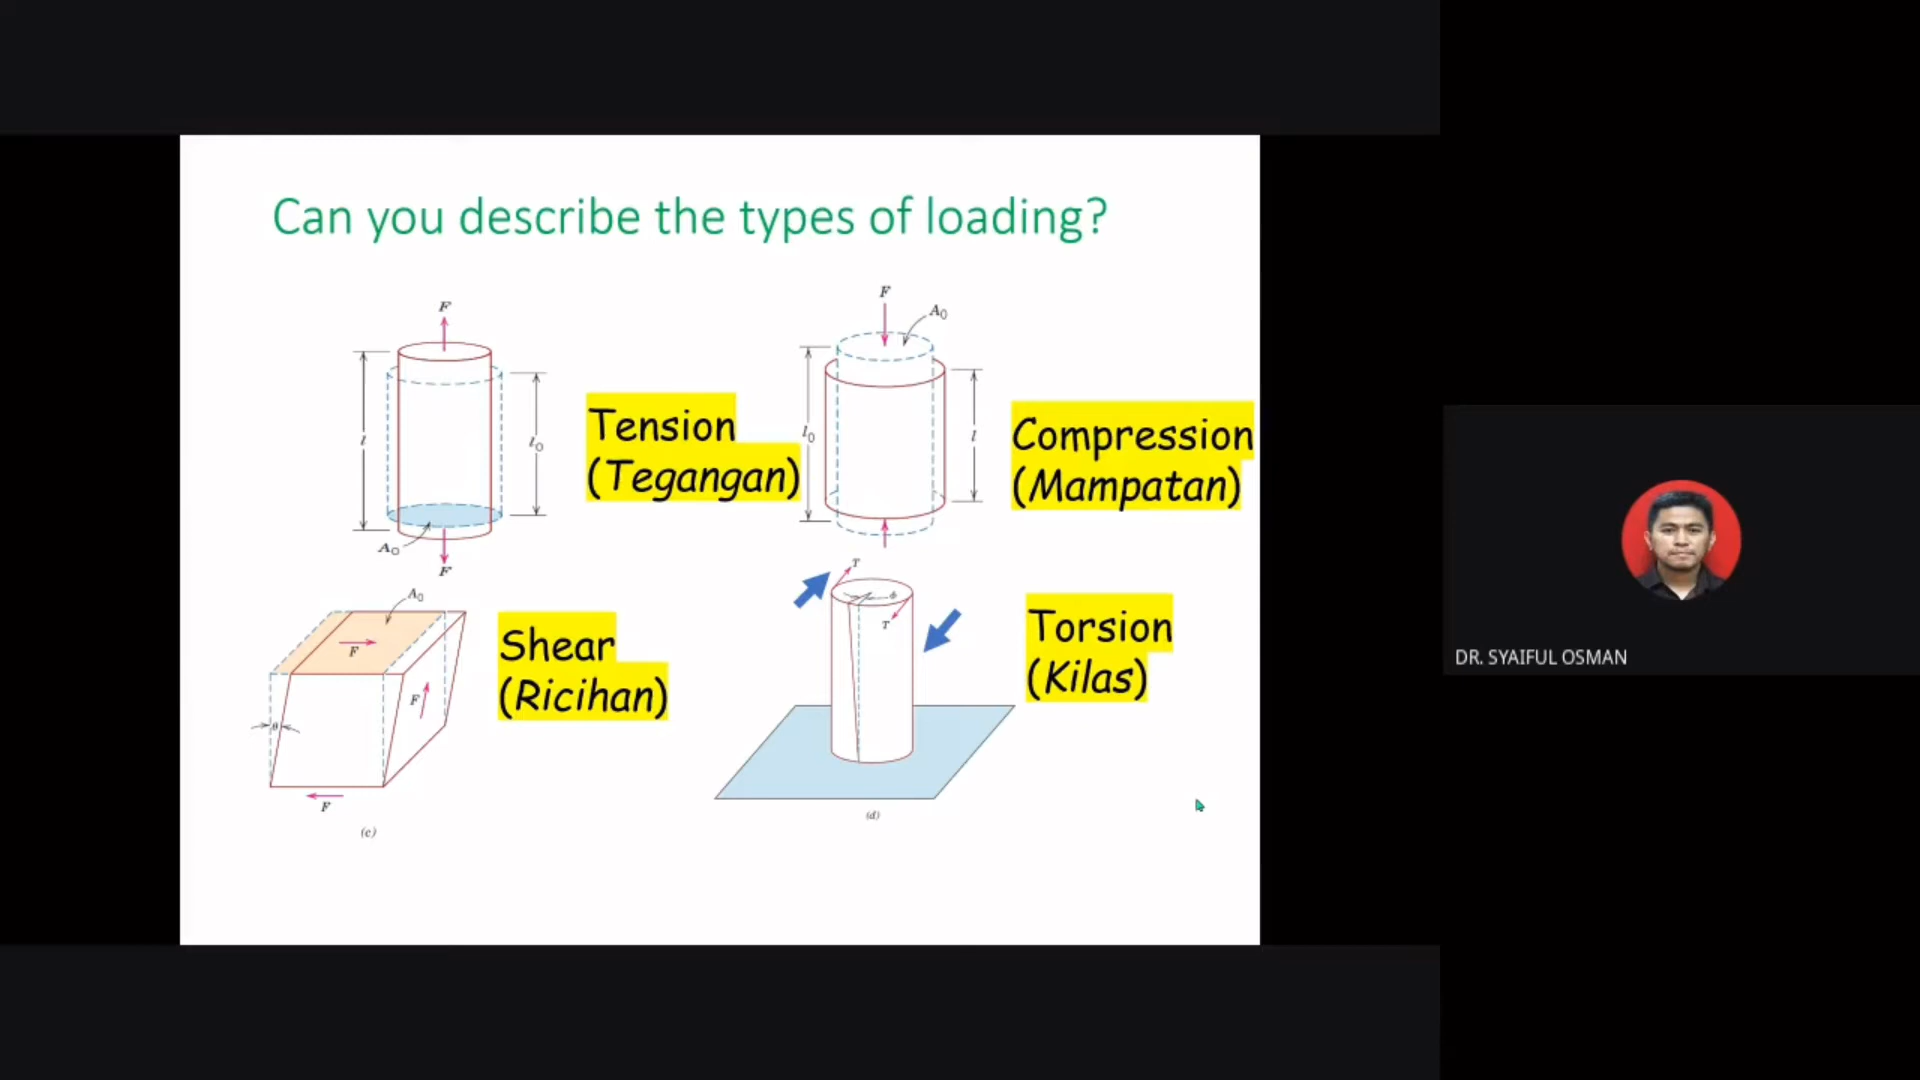 Can you describe the types of loading?
F
l
l0
A0
F
Tension
(Tegangan)
F
A0
l0
l
Compression
(Mampatan)
A0
F
F
θ
F
(c)
Shear
(Ricihan)
T
ϕ
T
(d)
Torsion
(Kilas)
DR. SYAIFUL OSMAN